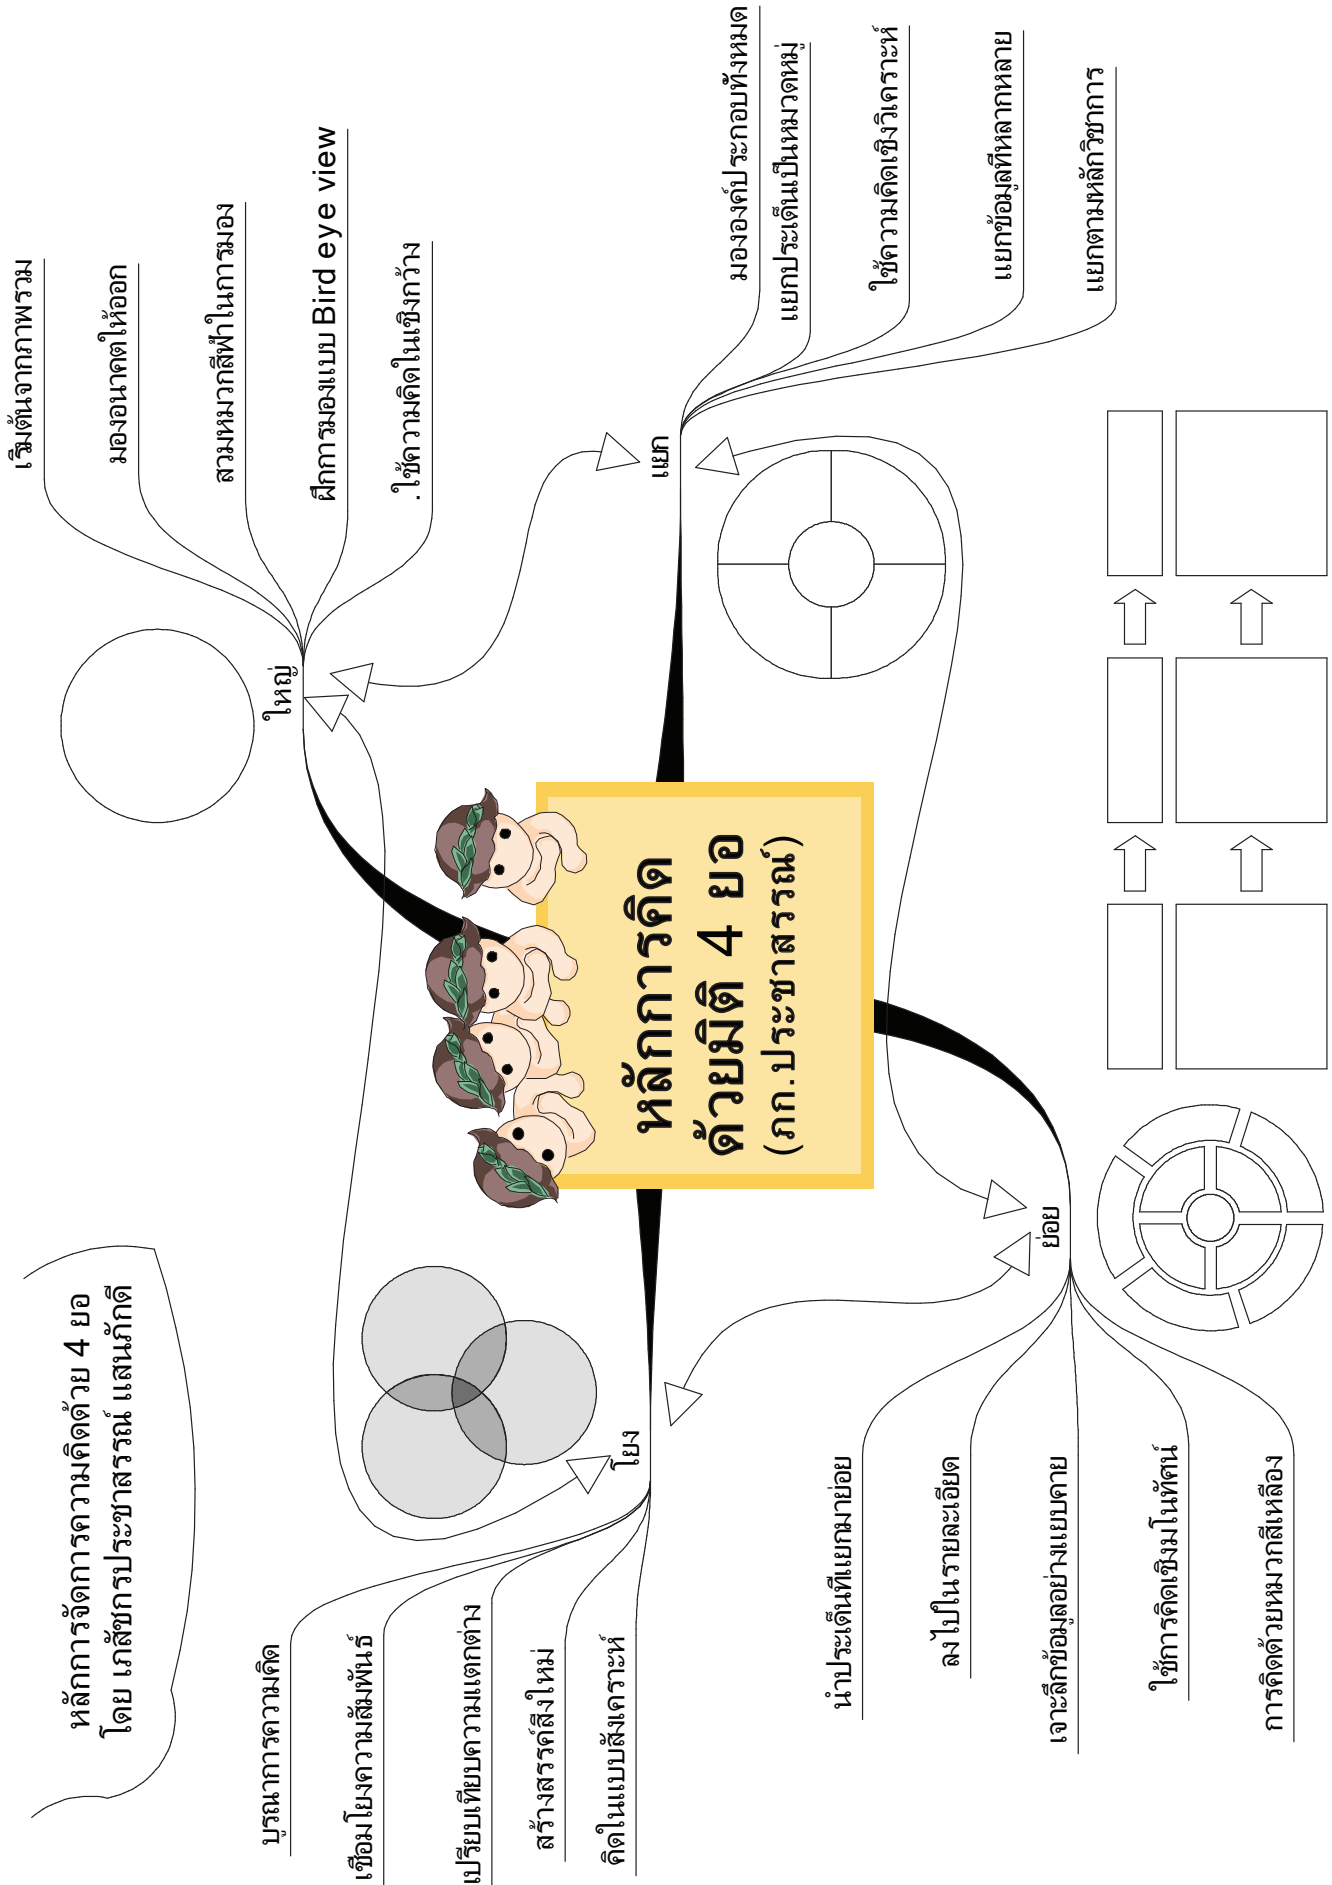 หลักการจัดการความคิดด้วย 4 ยอ
โดย เภสัชกรประชาสรรณ์ แสนภักดี
หลักการคิด
ด้วยมิติ 4 ยอ
(ภก.ประชาสรรณ์)
ใหญ่
เริ่มต้นจากภาพรวม
มองอนาคตให้ออก
สวมหมวกสีฟ้าในการมอง
ฝึกการมองแบบ Bird eye view
.ใช้ความคิดในเชิงกว้าง
แยก
มององค์ประกอบทั้งหมด
แยกประเด็นเป็นหมวดหมู่
ใช้ความคิดเชิงวิเคราะห์
แยกข้อมูลที่หลากหลาย
แยกตามหลักวิชาการ
ย่อย
นำประเด็นที่แยกมาย่อย
ลงไปในรายละเอียด
เจาะลึกข้อมูลอย่างแยบคาย
ใช้การคิดเชิงมโนทัศน์
การคิดด้วยหมวกสีเหลือง
โยง
บูรณาการความคิด
เชื่อมโยงความสัมพันธ์
เปรียบเทียบความแตกต่าง
สร้างสรรค์สิ่งใหม่
คิดในแบบสังเคราะห์